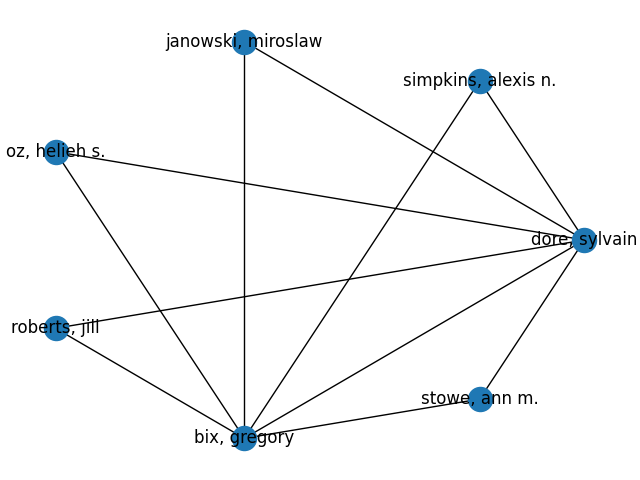 janowski, miroslaw
simpkins, alexis n.
oz, helieh s.
dore, sylvain
roberts, jill
stowe, ann m.
bix, gregory